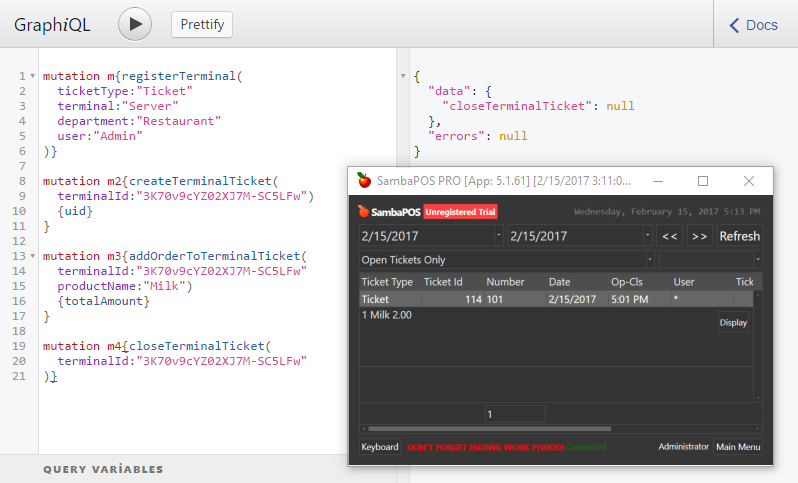 GraphiQL
Prettify
Docs
1 mutation m{registerTerminal(
2 ticketType:"Ticket"
3 terminal:"Server"
4 department:"Restaurant"
5 user:"Admin"
6 )}
7
8 mutation m2{createTerminalTicket(
9 terminalId:"3K70v9cYZ02XJ7M-SC5LFw")
10 {uid}
11 }
12
13 mutation m3{addOrderToTerminalTicket(
14 terminalId:"3K70v9cYZ02XJ7M-SC5LFw"
15 productName:"Milk")
16 {totalAmount}
17 }
18
19 mutation m4{closeTerminalTicket(
20 terminalId:"3K70v9cYZ02XJ7M-SC5LFw"
21 )}
QUERY VARİABLES
{
"data": {
"closeTerminalTicket": null
},
"errors": null
}
SambaPOS PRO [App: 5.1.61] [2/15/2017 3:11:0...
SambaPOS Unregistered Trial Wednesday, February 15, 2017 5:13 PM
2/15/2017 2/15/2017 << >> Refresh
Open Tickets Only
Ticket Type Ticket Id Number Date Op-Cls User Tick
Ticket 114 101 2/15/2017 5:01 PM *
1 Milk 2.00
Display
1
Keyboard DON'T FORGET ENDING WORK PERIOD! Connected Administrator Main Menu